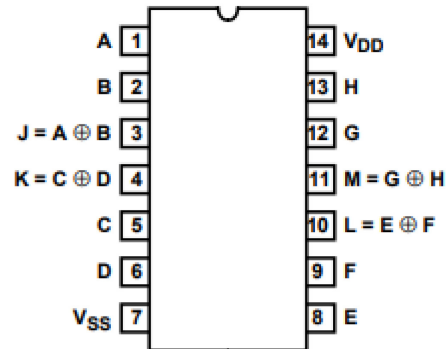 A 1 14 VDD
B 2 13 H
J = A ⊕ B 3 12 G
K = C ⊕ D 4 11 M = G ⊕ H
C 5 10 L = E ⊕ F
D 6 9 F
VSS 7 8 E